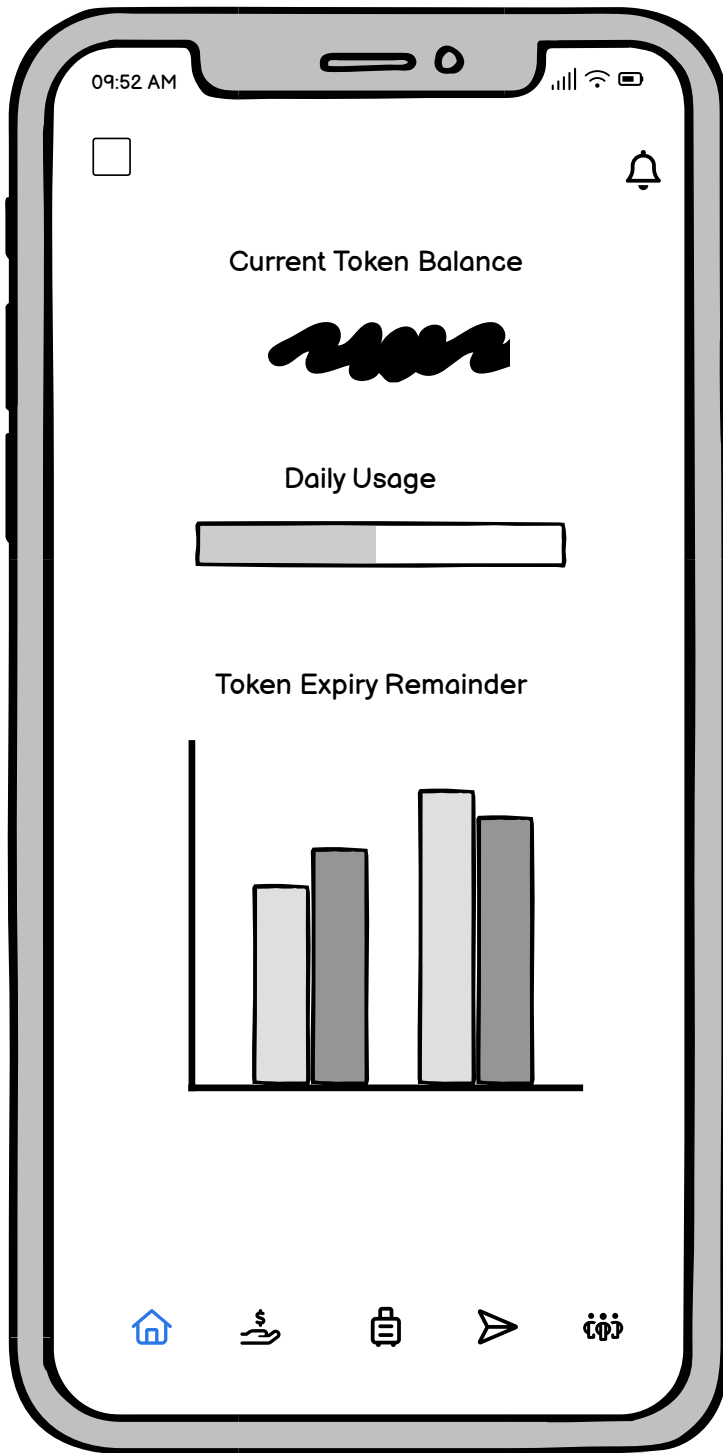 09:52 AM
Current Token Balance
Daily Usage
Token Expiry Remainder
$